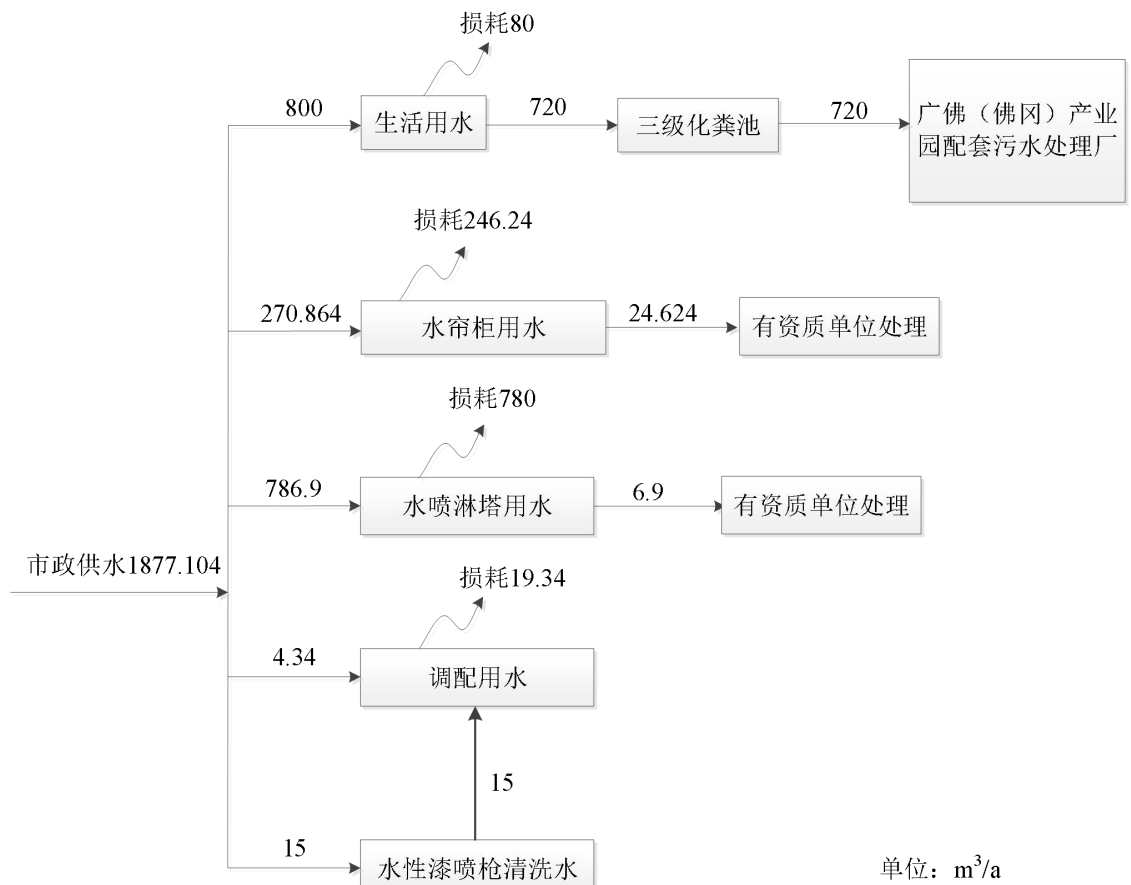 损耗80
800
生活用水
720
三级化粪池
720
广佛（佛冈）产业
园配套污水处理厂
损耗246.24
270.864
水帘柜用水
24.624
有资质单位处理
损耗780
786.9
水喷淋塔用水
6.9
有资质单位处理
市政供水1877.104
损耗19.34
4.34
调配用水
15
15
水性漆喷枪清洗水
单位：m³/a